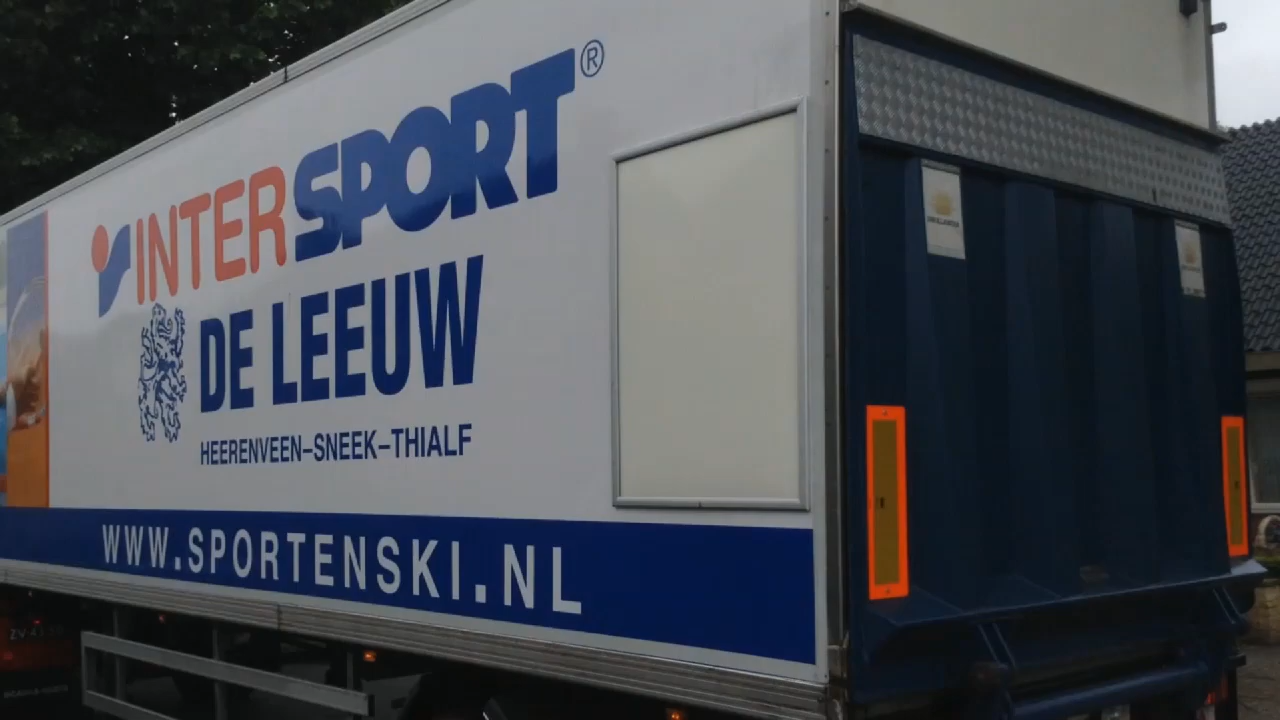 INTERSPORT®
DE LEEUW
HEERENVEEN-SNEEK-THIALF
WWW.SPORTENSKI.NL